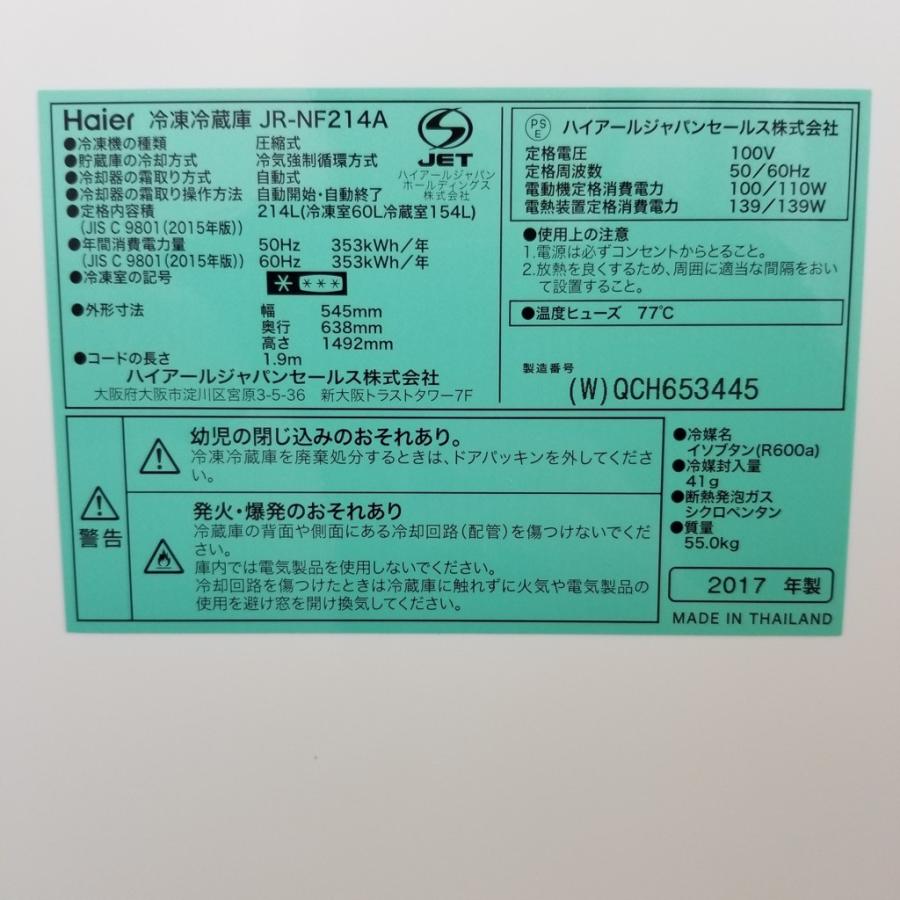 Haier 冷凍冷蔵庫 JR-NF214A
●冷凍機の種類 圧縮式
●貯蔵庫の冷却方式 冷気強制循環方式
●冷却器の霜取り方式 自動式
●冷却器の霜取り操作方法 自動開始・自動終了
●定格内容積 214L(冷凍室60L冷蔵室154L)
(JIS C 9801(2015年版))
●年間消費電力量 50Hz 353kWh/年
(JIS C 9801(2015年版)) 60Hz 353kWh/年
●冷凍室の記号 * ***
●外形寸法 幅 545mm
奥行 638mm
高さ 1492mm
●コードの長さ 1.9m
ハイアールジャパンセールス株式会社
大阪府大阪市淀川区宮原3-5-36 新大阪トラストタワー7F
JET
ハイアールジャパン
ホールディングス
株式会社
PS
E
ハイアールジャパンセールス株式会社
定格電圧 100V
定格周波数 50/60Hz
電動機定格消費電力 100/110W
電熱装置定格消費電力 139/139W
●使用上の注意
1.電源は必ずコンセントからとること。
2.放熱を良くするため、周囲に適当な間隔をおい
て設置すること。
●温度ヒューズ 77℃
製造番号
(W)QCH653445
警告
幼児の閉じ込みのおそれあり。
冷凍冷蔵庫を廃棄処分するときは、ドアパッキンを外してくださ
い。
発火・爆発のおそれあり
冷蔵庫の背面や側面にある冷却回路(配管)を傷つけないでくだ
さい。
庫内では電気製品を使用しないでください。
冷却回路を傷つけたときは冷蔵庫に触れずに火気や電気製品の
使用を避け窓を開け換気してください。
●冷媒名
イソブタン(R600a)
●冷媒封入量
41g
●断熱発泡ガス
シクロペンタン
●質量
55.0kg
2017 年製
MADE IN THAILAND